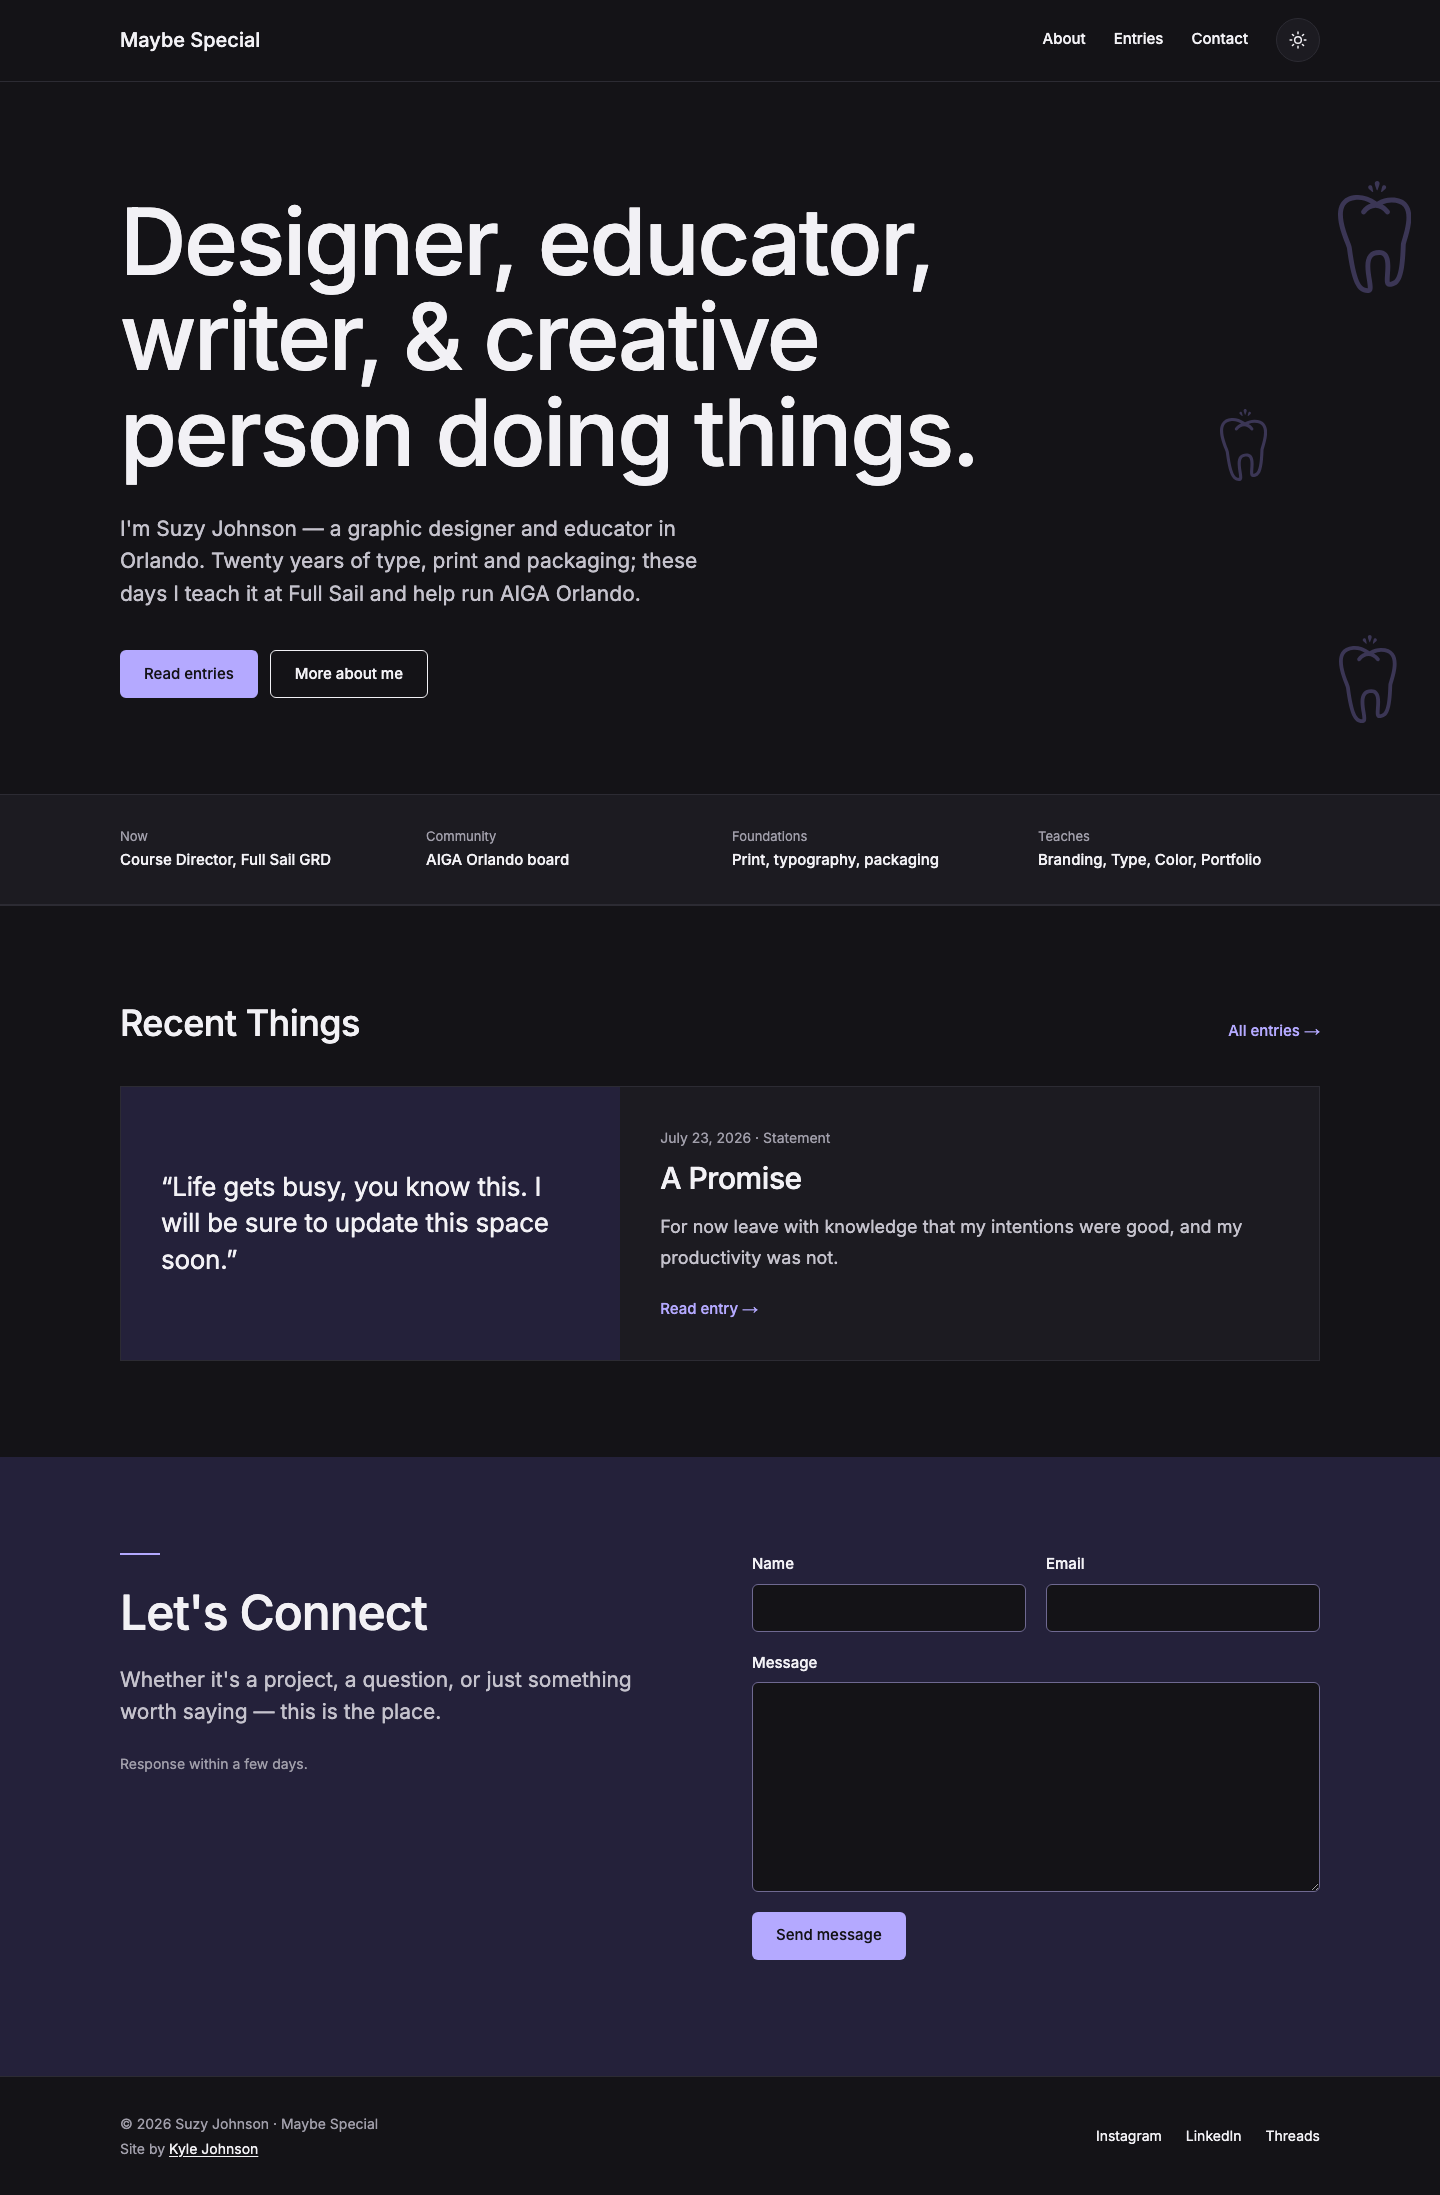 Maybe Special
About
Entries
Contact
Designer, educator,
writer, & creative
person doing things.
I'm Suzy Johnson — a graphic designer and educator in
Orlando. Twenty years of type, print and packaging; these
days I teach it at Full Sail and help run AIGA Orlando.
Read entries
More about me
Now
Course Director, Full Sail GRD
Community
AIGA Orlando board
Foundations
Print, typography, packaging
Teaches
Branding, Type, Color, Portfolio
Recent Things
All entries →
“Life gets busy, you know this. I
will be sure to update this space
soon.”
July 23, 2026 · Statement
A Promise
For now leave with knowledge that my intentions were good, and my
productivity was not.
Read entry →
Let's Connect
Whether it's a project, a question, or just something
worth saying — this is the place.
Response within a few days.
Name
Email
Message
Send message
© 2026 Suzy Johnson · Maybe Special
Site by Kyle Johnson
Instagram
LinkedIn
Threads